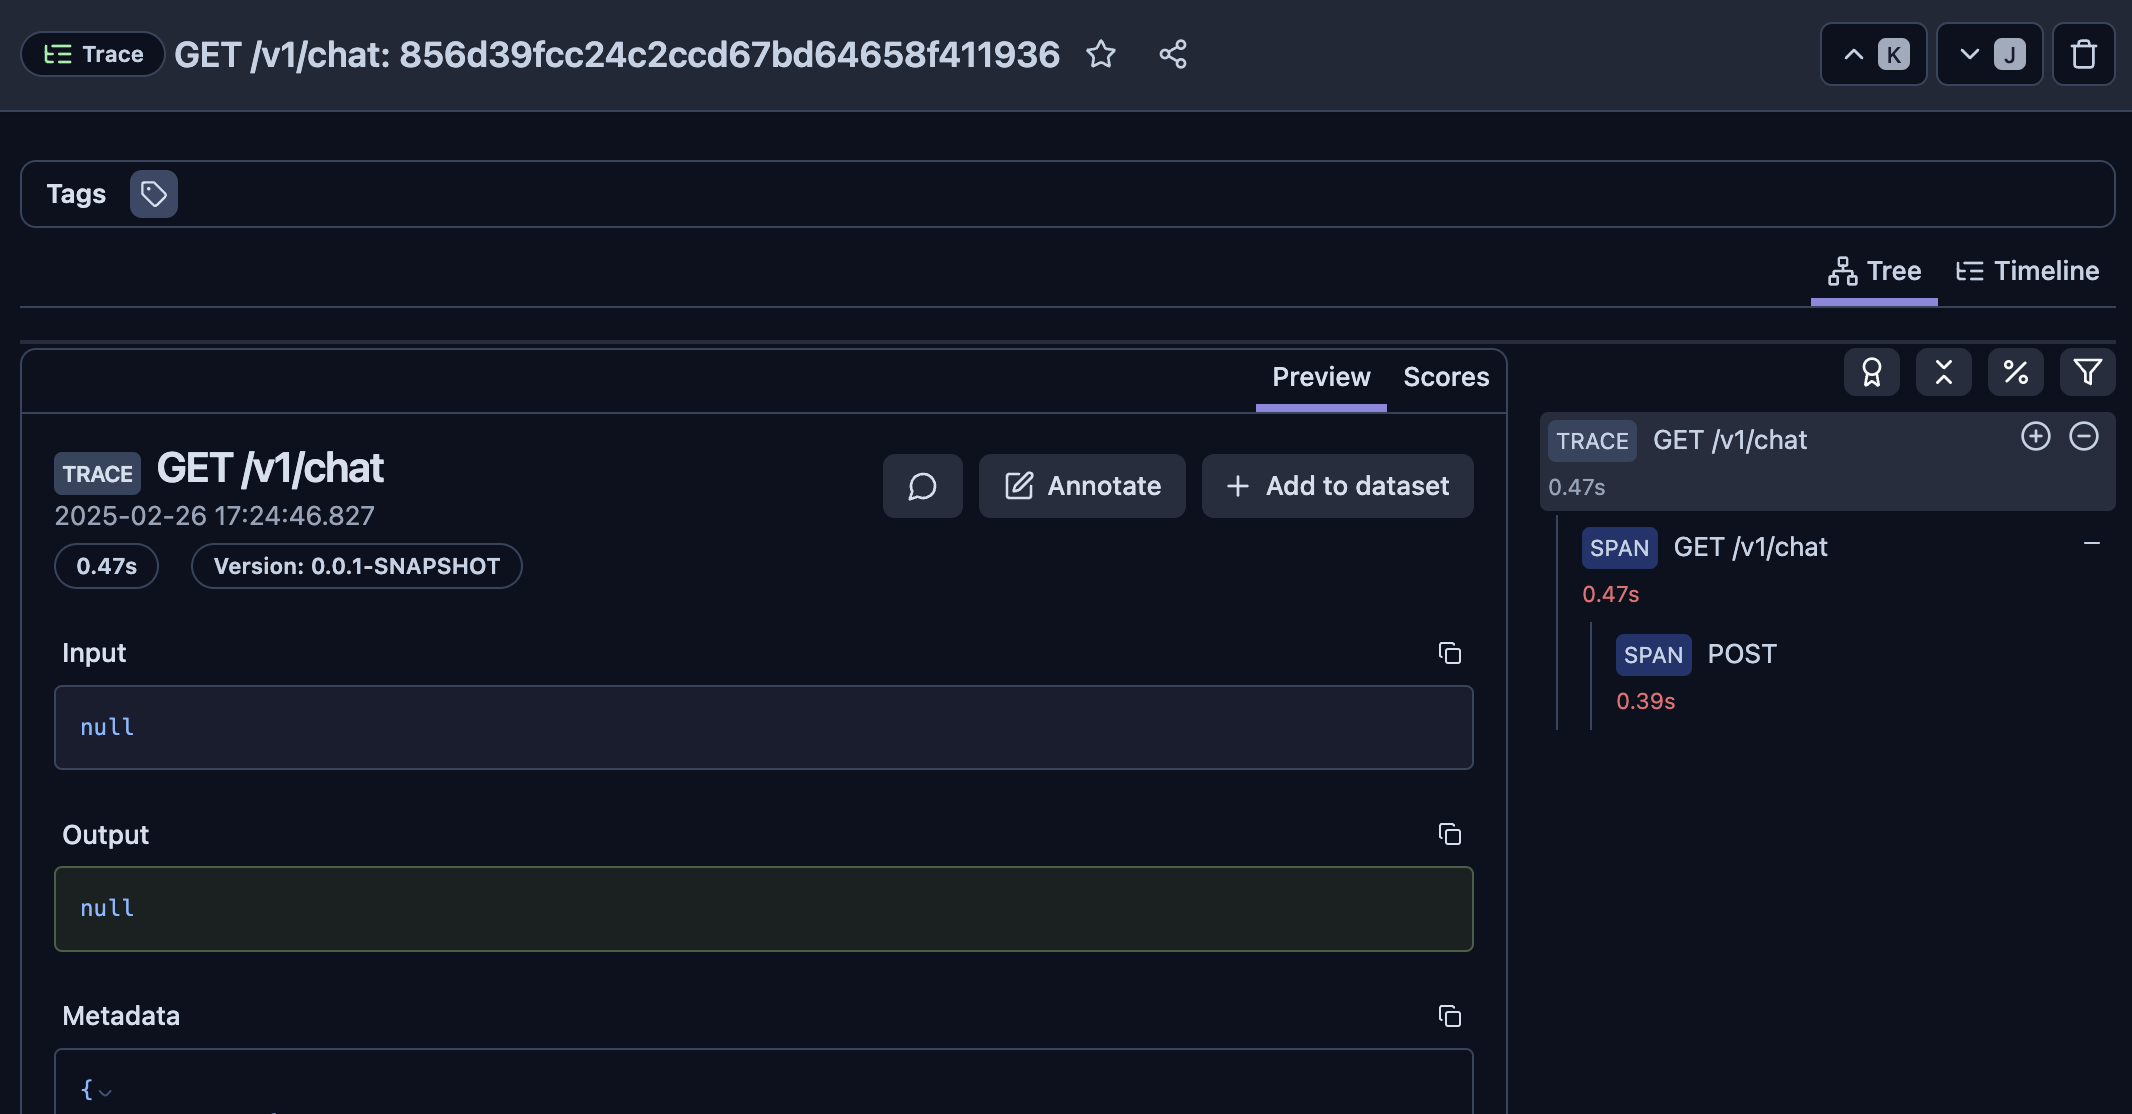 Trace GET /v1/chat: 856d39fcc24c2ccd67bd64658f411936 K J
Tags
Tree Timeline
Preview Scores
TRACE GET /v1/chat
2025-02-26 17:24:46.827
0.47s Version: 0.0.1-SNAPSHOT
Annotate + Add to dataset
Input
null
Output
null
Metadata
{
TRACE GET /v1/chat
0.47s
SPAN GET /v1/chat
0.47s
SPAN POST
0.39s